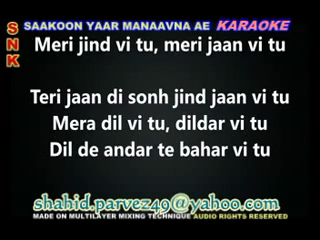 SAAKOON YAAR MANAAVNA AE KARAOKE
SNK
Meri jind vi tu, meri jaan vi tu
Teri jaan di sonh jind jaan vi tu
Mera dil vi tu, dildar vi tu
Dil de andar te bahar vi tu
shahid.parvez49@yahoo.com
MADE ON MULTILAYER MIXING TECHNIQUE AUDIO RIGHTS RESERVED